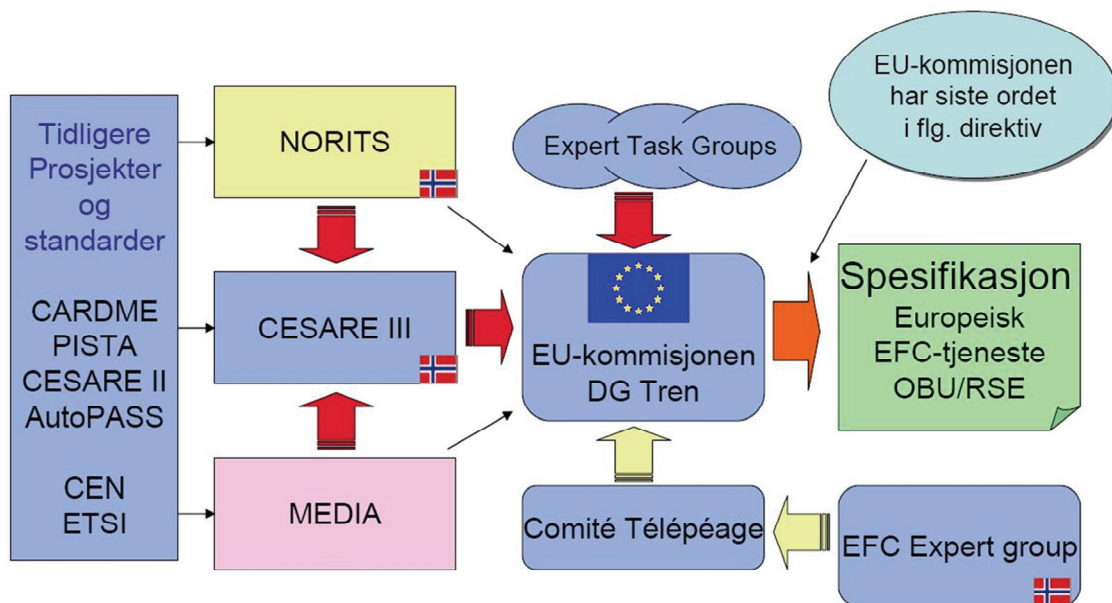 Tidligere
Prosjekter
og
standarder
CARDME
PISTA
CESARE II
AutoPASS
CEN
ETSI
NORITS
CESARE III
MEDIA
Expert Task Groups
EU-kommisjonen
DG Tren
Comité Télépéage
EFC Expert group
EU-kommisjonen
har siste ordet
i flg. direktiv
Spesifikasjon
Europeisk
EFC-tjeneste
OBU/RSE